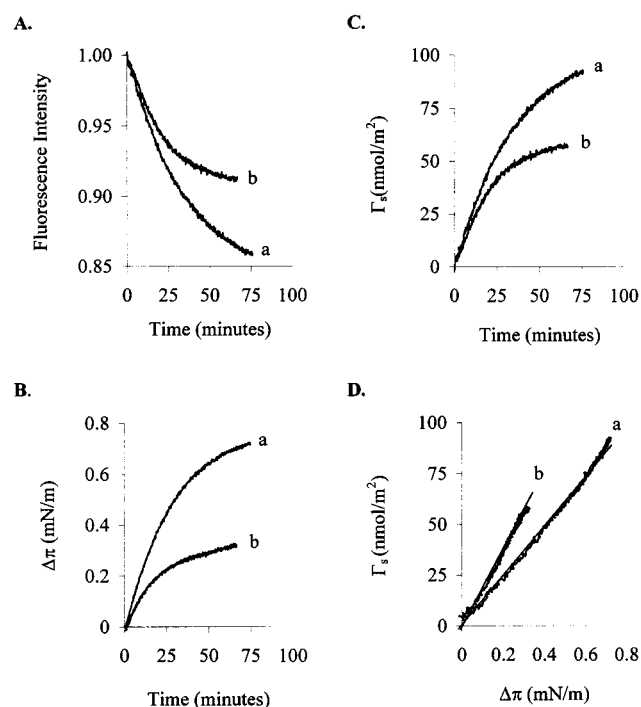 A.
Fluorescence Intensity
1.00
0.95
0.90
0.85
b
a
0 25 50 75 100
Time (minutes)
C.
Γs(nmol/m²)
100
75
50
25
0
a
b
0 25 50 75 100
Time (minutes)
B.
Δπ (mN/m)
0.8
0.6
0.4
0.2
0
a
b
0 25 50 75 100
Time (minutes)
D.
Γs(nmol/m²)
100
75
50
25
0
a
b
0 0.2 0.4 0.6 0.8
Δπ (mN/m)